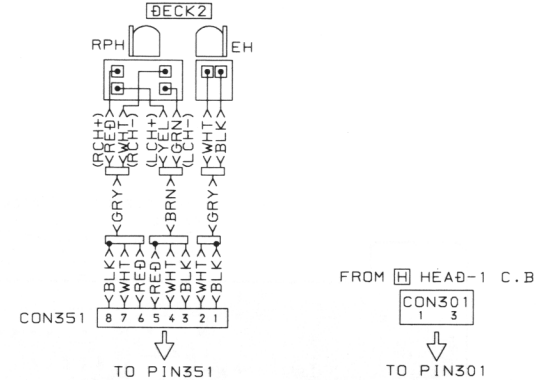 DECK2
RPH
EH
(RCH+)
<RED>
<WHT>
(RCH-)
(LCH+)
<YEL>
<GRN>
(LCH-)
<WHT>
<BLK>
<GRY>
<BRN>
<GRY>
<BLK>
<WHT>
<RED>
<RED>
<WHT>
<BLK>
<WHT>
<BLK>
CON351
8 7 6 5 4 3 2 1
TO PIN351
FROM H HEAD-1 C.B
CON301
1 3
TO PIN301